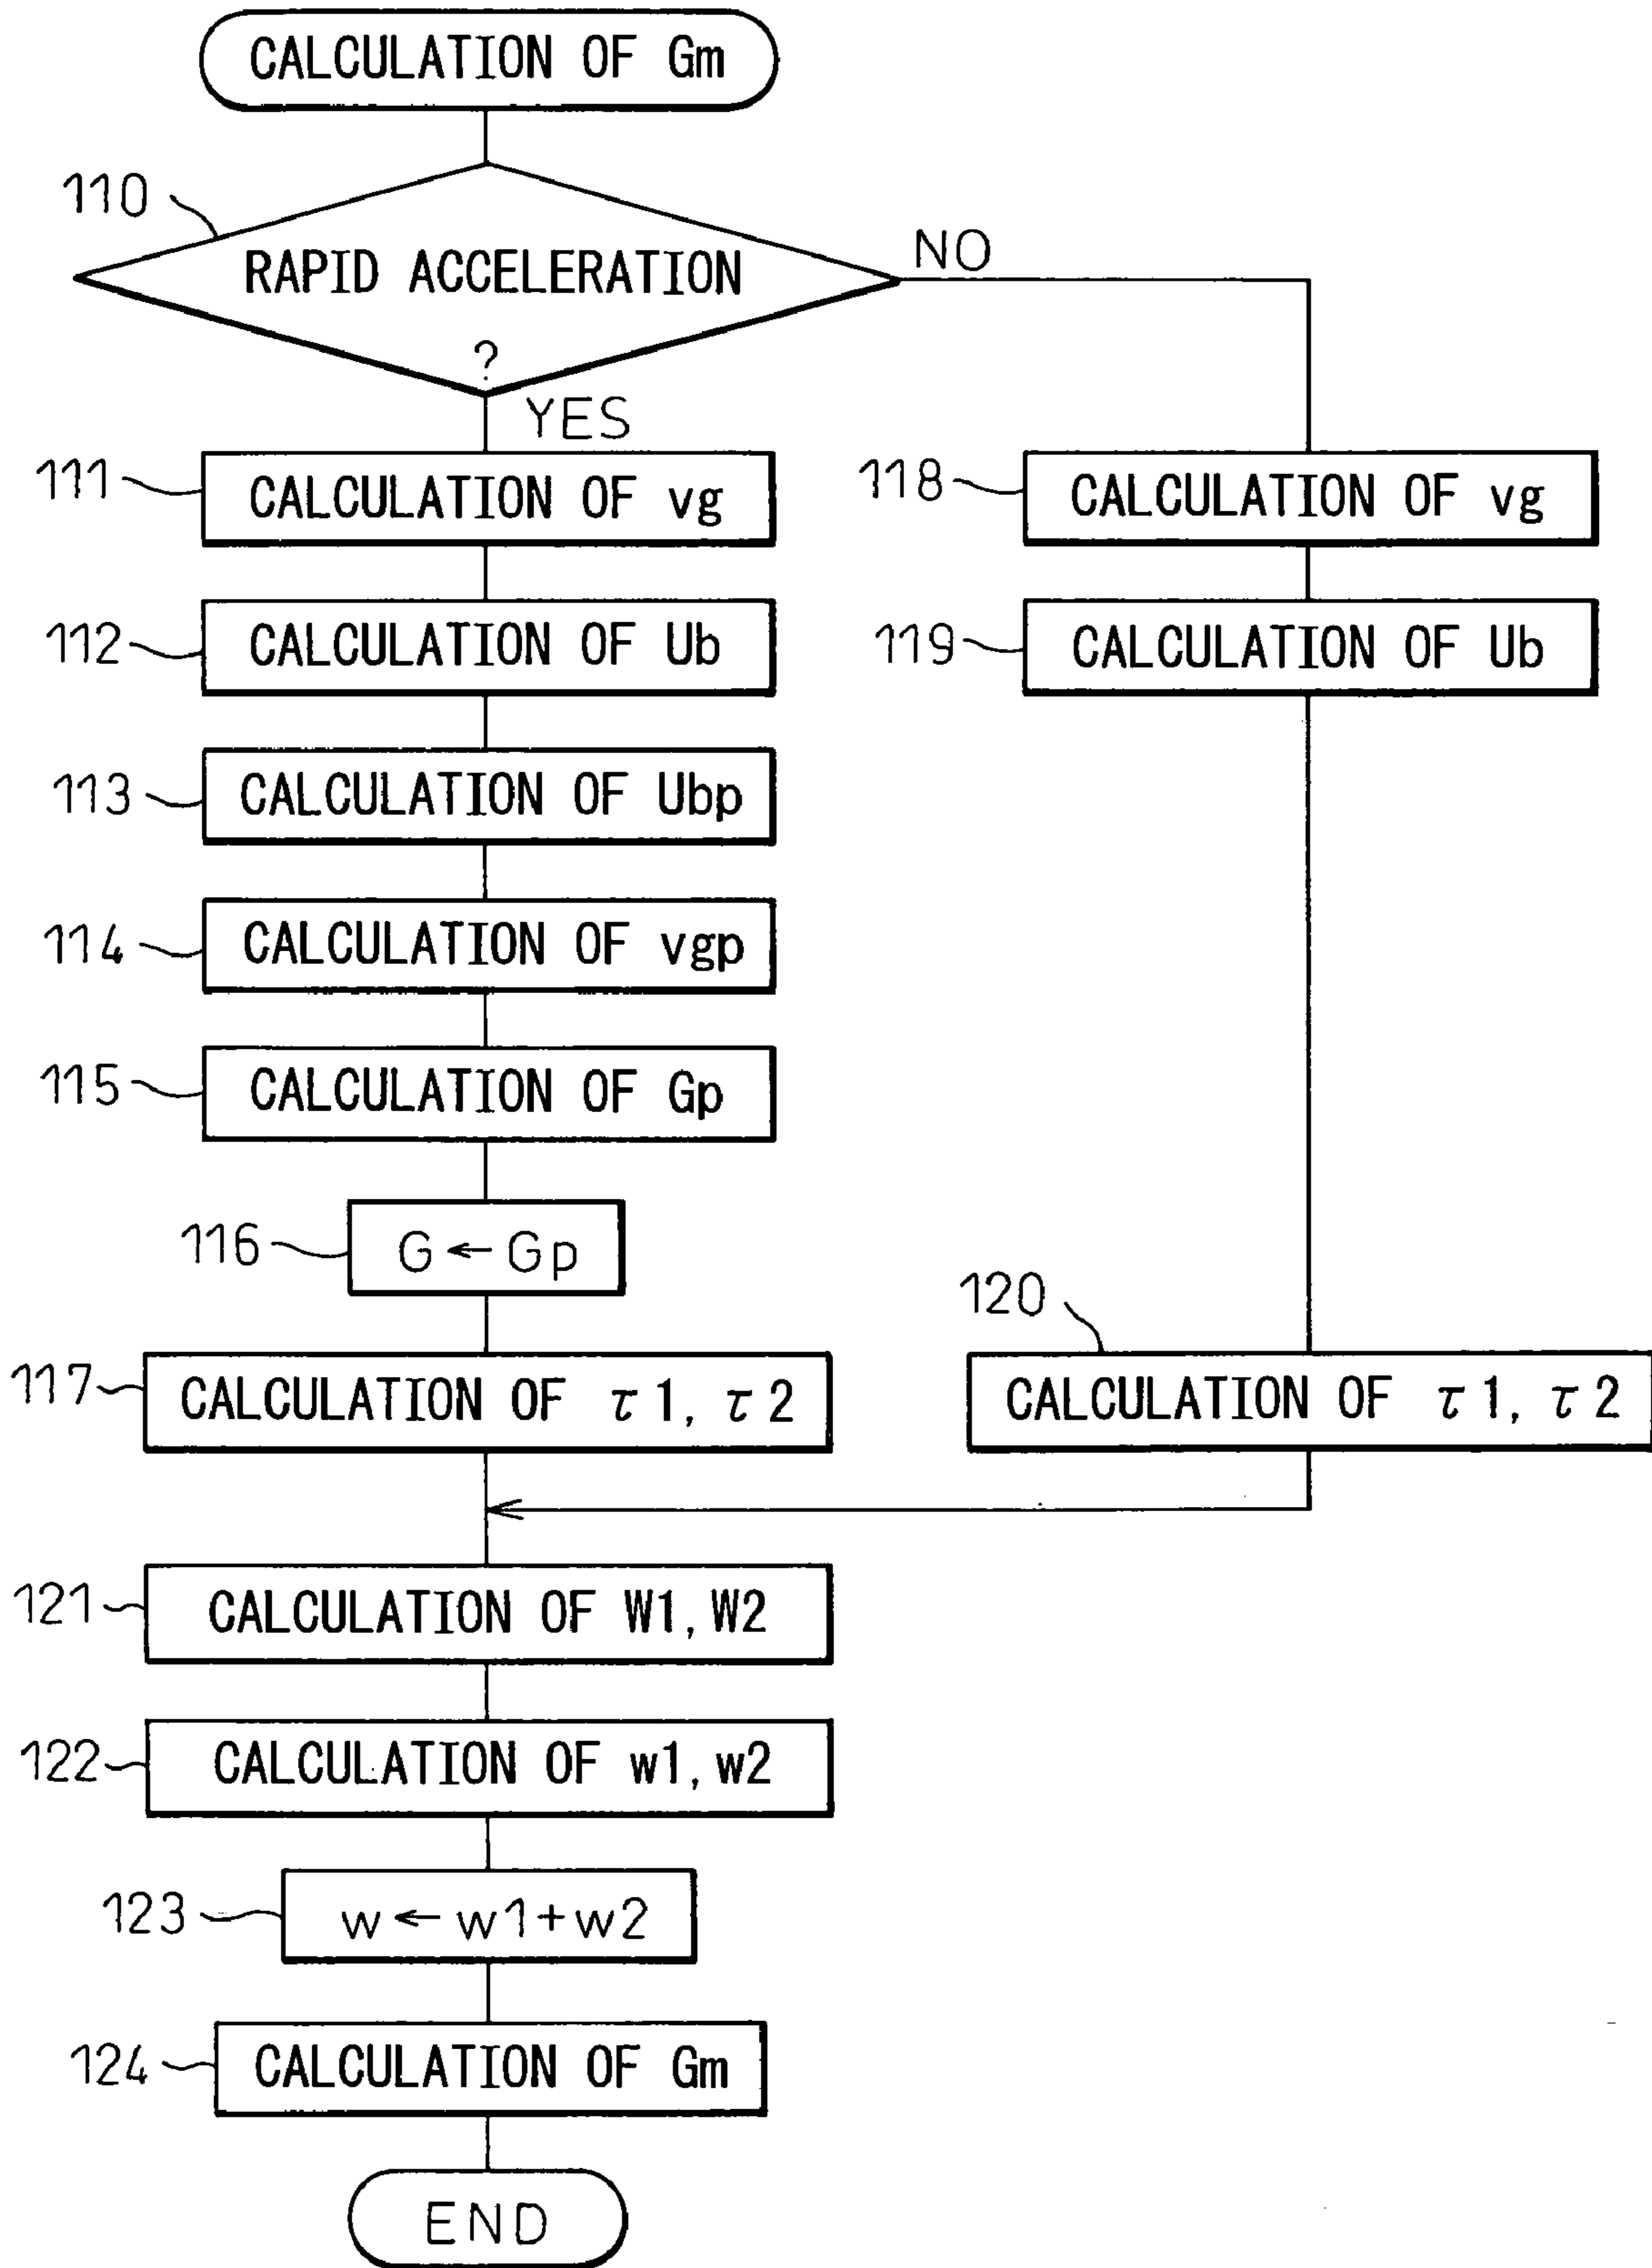 CALCULATION OF Gm
110
RAPID ACCELERATION
?
NO
YES
111
CALCULATION OF vg
118
CALCULATION OF vg
112
CALCULATION OF Ub
119
CALCULATION OF Ub
113
CALCULATION OF Ubp
114
CALCULATION OF vgp
115
CALCULATION OF Gp
116
G ← Gp
117
CALCULATION OF τ1, τ2
120
CALCULATION OF τ1, τ2
121
CALCULATION OF W1, W2
122
CALCULATION OF w1, w2
123
w ← w1+w2
124
CALCULATION OF Gm
END